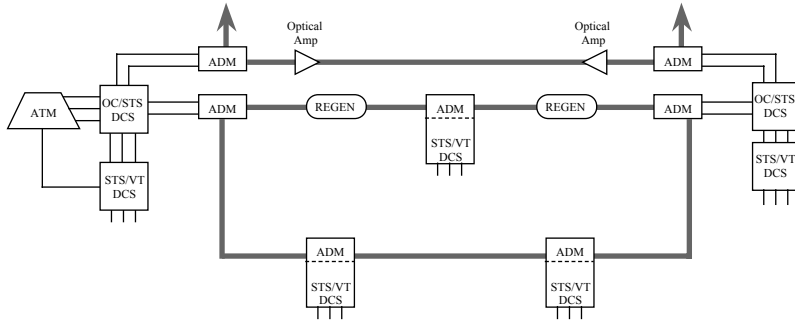 Optical
Amp
Optical
Amp
ADM
ADM
ATM
OC/STS
DCS
ADM
REGEN
ADM
STS/VT
DCS
REGEN
ADM
OC/STS
DCS
STS/VT
DCS
STS/VT
DCS
ADM
STS/VT
DCS
ADM
STS/VT
DCS